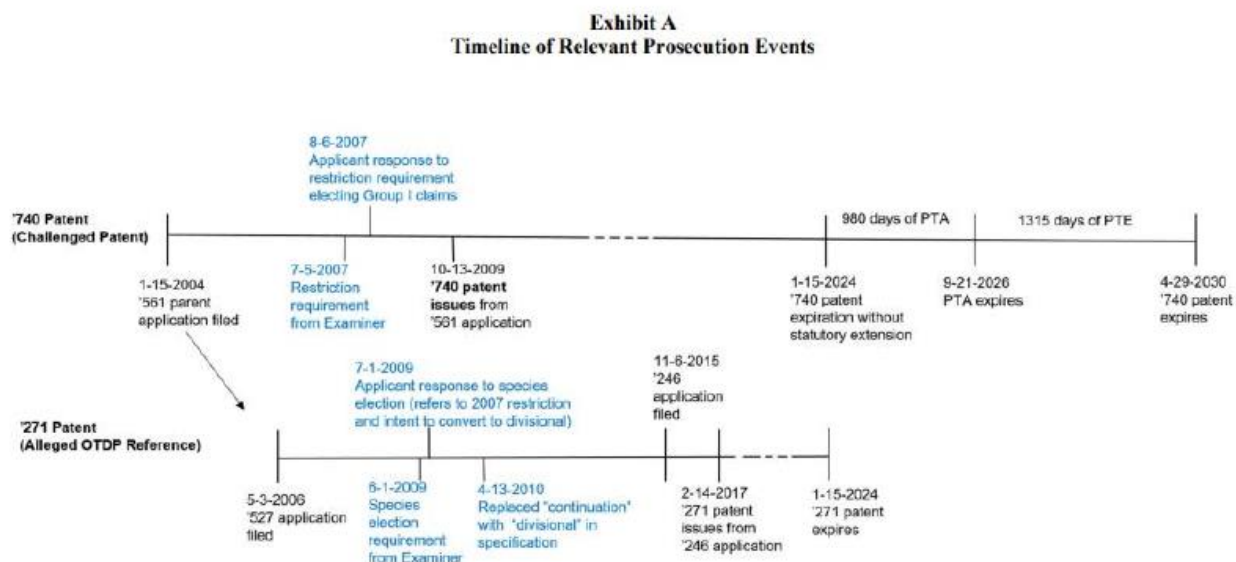 Exhibit A
Timeline of Relevant Prosecution Events
8-6-2007
Applicant response to
restriction requirement
electing Group I claims
'740 Patent
(Challenged Patent)
980 days of PTA
1315 days of PTE
1-15-2004
'561 parent
application filed
7-5-2007
Restriction
requirement
from Examiner
10-13-2009
'740 patent
issues from
'561 application
1-15-2024
'740 patent
expiration without
statutory extension
9-21-2026
PTA expires
4-29-2030
'740 patent
expires
7-1-2009
Applicant response to species
election (refers to 2007 restriction
and intent to convert to divisional)
11-6-2015
'246
application
filed
'271 Patent
(Alleged OTDP Reference)
5-3-2006
'527 application
filed
6-1-2009
Species
election
requirement
from Examiner
4-13-2010
Replaced "continuation"
with "divisional" in
specification
2-14-2017
'271 patent
issues from
'246 application
1-15-2024
'271 patent
expires